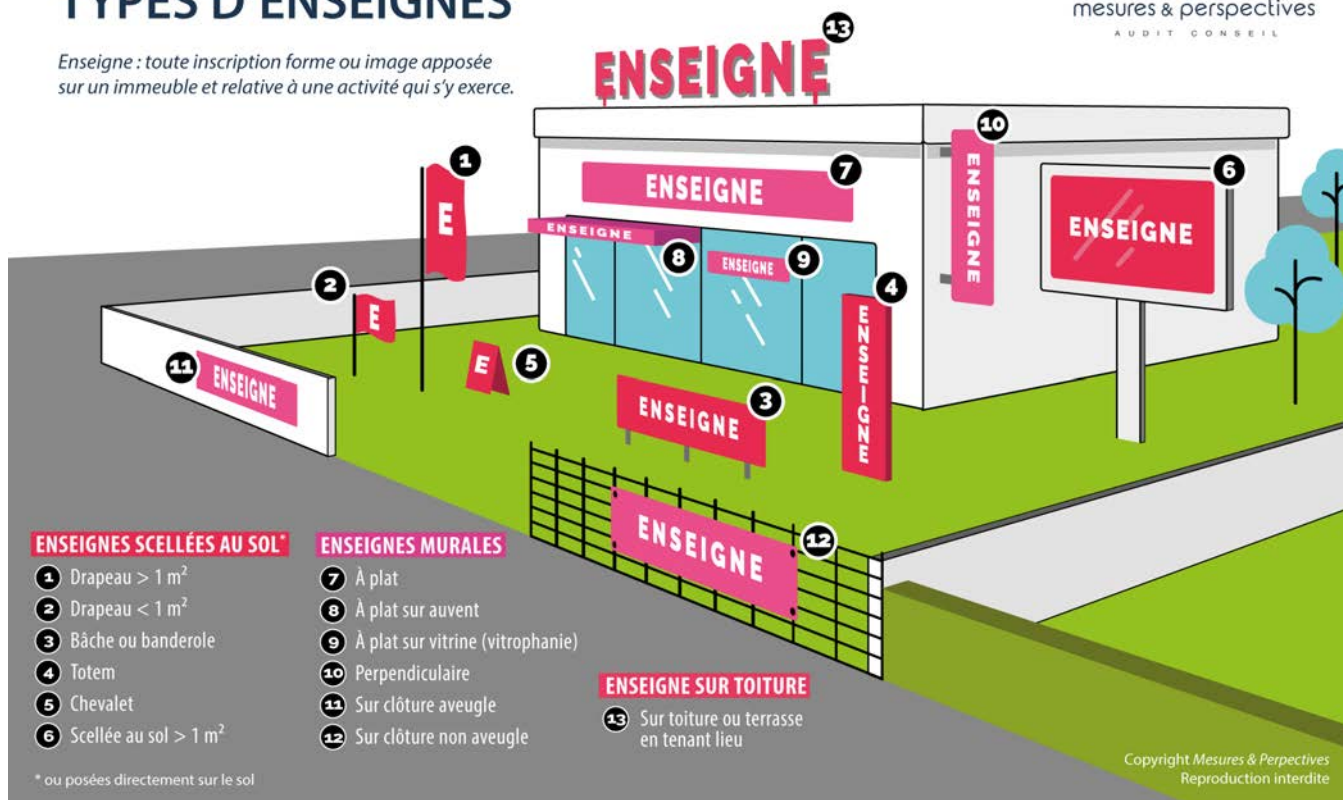 TYPES D'ENSEIGNES
mesures & perspectives
AUDIT CONSEIL
Enseigne : toute inscription forme ou image apposée
sur un immeuble et relative à une activité qui s'y exerce.
13
ENSEIGNE
10
ENSEIGNE
1
E
7
ENSEIGNE
6
ENSEIGNE
ENSEIGNE
8
ENSEIGNE
9
2
E
4
ENSEIGNE
11
ENSEIGNE
E
5
3
ENSEIGNE
12
ENSEIGNE
ENSEIGNES SCELLÉES AU SOL*
1 Drapeau > 1 m²
2 Drapeau < 1 m²
3 Bâche ou banderole
4 Totem
5 Chevalet
6 Scellée au sol > 1 m²
* ou posées directement sur le sol
ENSEIGNES MURALES
7 À plat
8 À plat sur auvent
9 À plat sur vitrine (vitrophanie)
10 Perpendiculaire
11 Sur clôture aveugle
12 Sur clôture non aveugle
ENSEIGNE SUR TOITURE
13 Sur toiture ou terrasse
en tenant lieu
Copyright Mesures & Perpectives
Reproduction interdite